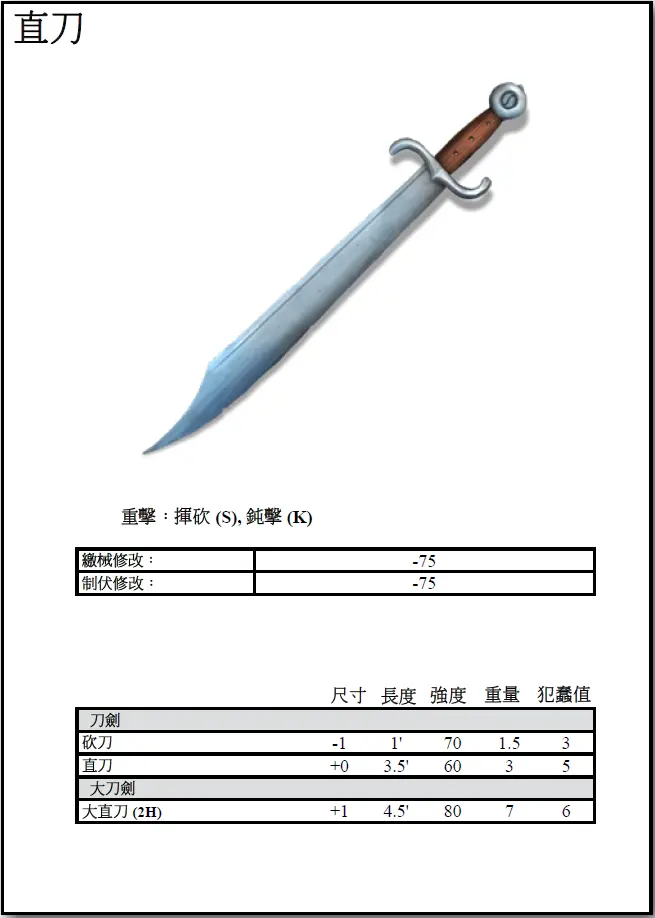 直刀
重擊：揮砍 (S), 鈍擊 (K)
繳械修改： -75
制伏修改： -75
尺寸 長度 強度 重量 犯蠢值
刀劍
砍刀 -1 1' 70 1.5 3
直刀 +0 3.5' 60 3 5
大刀劍
大直刀 (2H) +1 4.5' 80 7 6